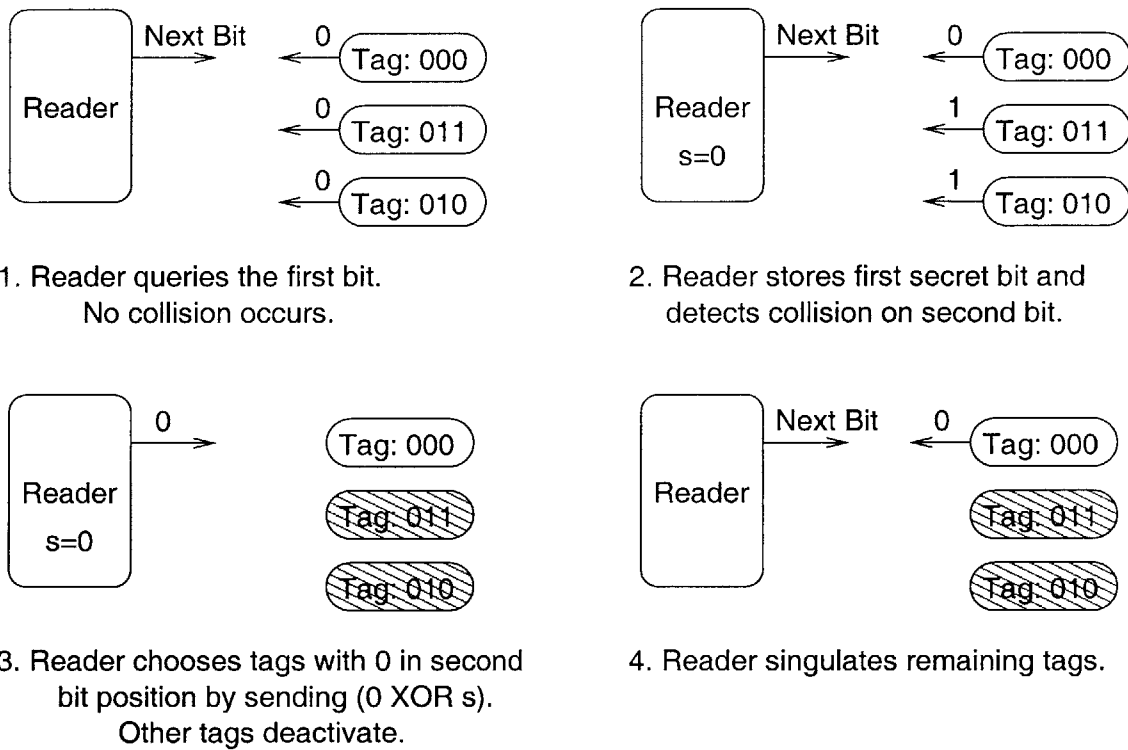 Next Bit
0
Tag: 000
Reader
0
Tag: 011
0
Tag: 010
1. Reader queries the first bit.
No collision occurs.
Next Bit
0
Tag: 000
Reader
s=0
1
Tag: 011
1
Tag: 010
2. Reader stores first secret bit and
detects collision on second bit.
0
Tag: 000
Reader
s=0
Tag: 011
Tag: 010
3. Reader chooses tags with 0 in second
bit position by sending (0 XOR s).
Other tags deactivate.
Next Bit
0
Tag: 000
Reader
Tag: 011
Tag: 010
4. Reader singulates remaining tags.